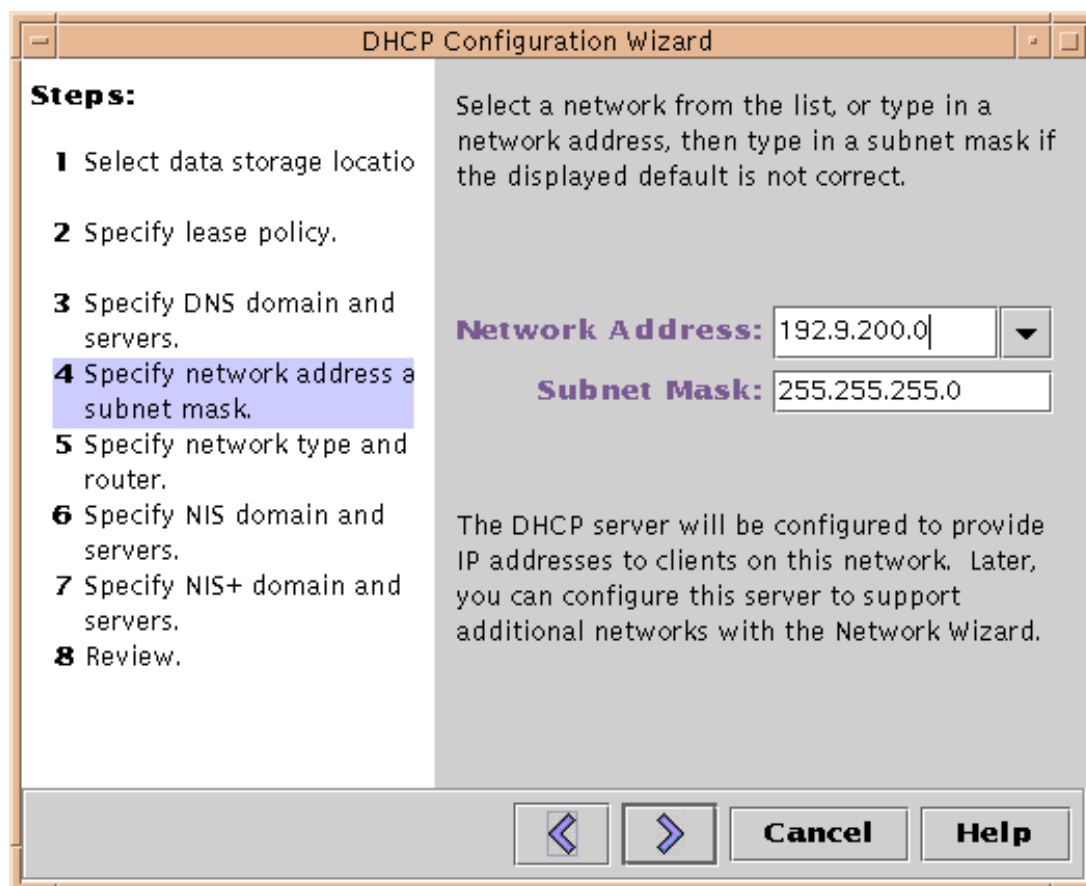 DHCP Configuration Wizard
Steps:
1 Select data storage locatio
2 Specify lease policy.
3 Specify DNS domain and
servers.
4 Specify network address a
subnet mask.
5 Specify network type and
router.
6 Specify NIS domain and
servers.
7 Specify NIS+ domain and
servers.
8 Review.
Select a network from the list, or type in a
network address, then type in a subnet mask if
the displayed default is not correct.
Network Address: 192.9.200.0
Subnet Mask: 255.255.255.0
The DHCP server will be configured to provide
IP addresses to clients on this network. Later,
you can configure this server to support
additional networks with the Network Wizard.
Cancel Help